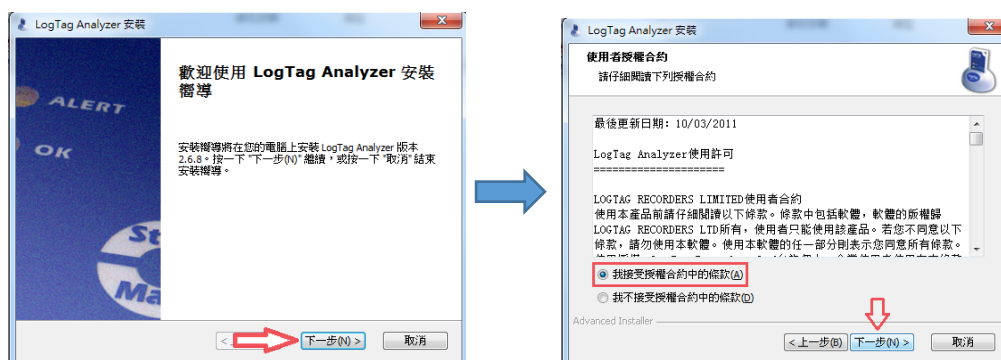 LogTag Analyzer 安裝
ALERT
OK
歡迎使用 LogTag Analyzer 安裝
嚮導
安裝嚮導將在您的電腦上安裝 LogTag Analyzer 版本
2.6.8。按一下 "下一步(N)" 繼續，或按一下 "取消" 結束
安裝嚮導。
下一步(N) >
取消
LogTag Analyzer 安裝
使用者授權合約
請仔細閱讀下列授權合約
最後更新日期: 10/03/2011
LogTag Analyzer使用許可
======================
LOGTAG RECORDERS LIMITED使用者合約
使用本產品前請仔細閱讀以下條款。條款中包括軟體，軟體的版權歸
LOGTAG RECORDERS LTD所有，使用者只能使用該產品。若您不同意以下
條款，請勿使用本軟體。使用本軟體的任一部分則表示您同意所有條款。
我接受授權合約中的條款(A)
我不接受授權合約中的條款(D)
Advanced Installer
< 上一步(B)
下一步(N) >
取消